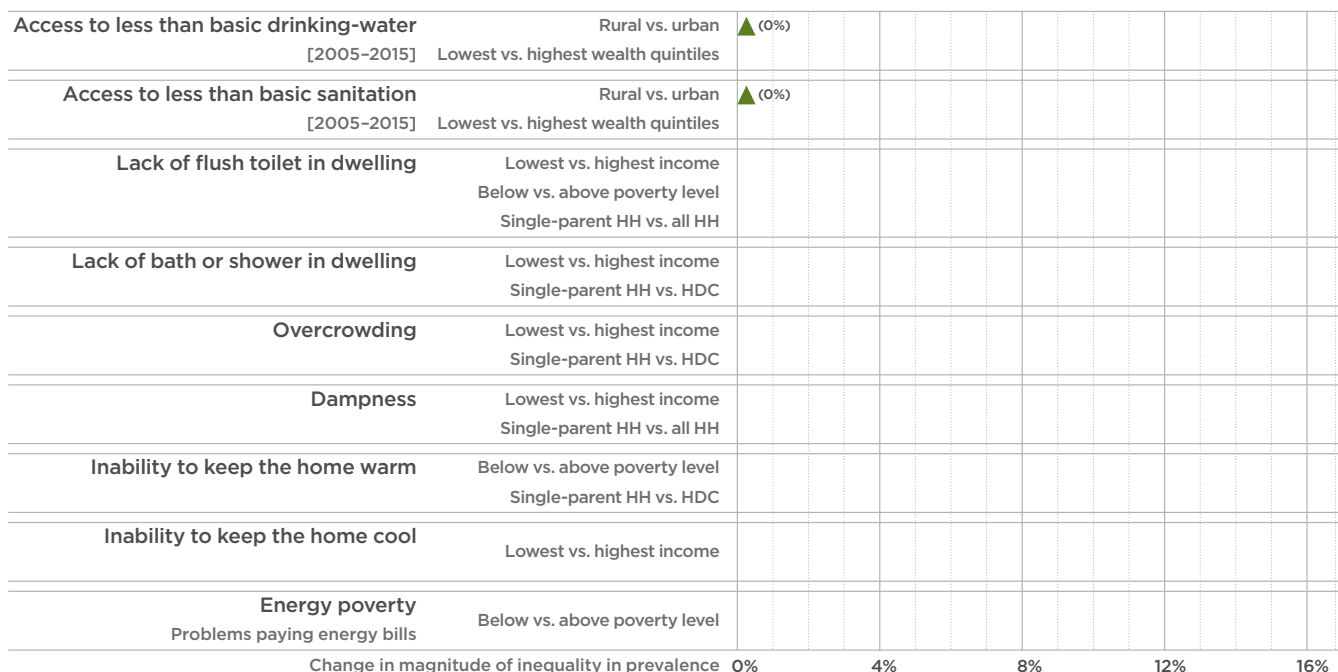 Access to less than basic drinking-water Rural vs. urban (0%)
[2005–2015] Lowest vs. highest wealth quintiles
Access to less than basic sanitation Rural vs. urban (0%)
[2005–2015] Lowest vs. highest wealth quintiles
Lack of flush toilet in dwelling Lowest vs. highest income
Below vs. above poverty level
Single-parent HH vs. all HH
Lack of bath or shower in dwelling Lowest vs. highest income
Single-parent HH vs. HDC
Overcrowding Lowest vs. highest income
Single-parent HH vs. HDC
Dampness Lowest vs. highest income
Single-parent HH vs. all HH
Inability to keep the home warm Below vs. above poverty level
Single-parent HH vs. HDC
Inability to keep the home cool
Lowest vs. highest income
Energy poverty
Below vs. above poverty level
Problems paying energy bills
Change in magnitude of inequality in prevalence 0% 4% 8% 12% 16%